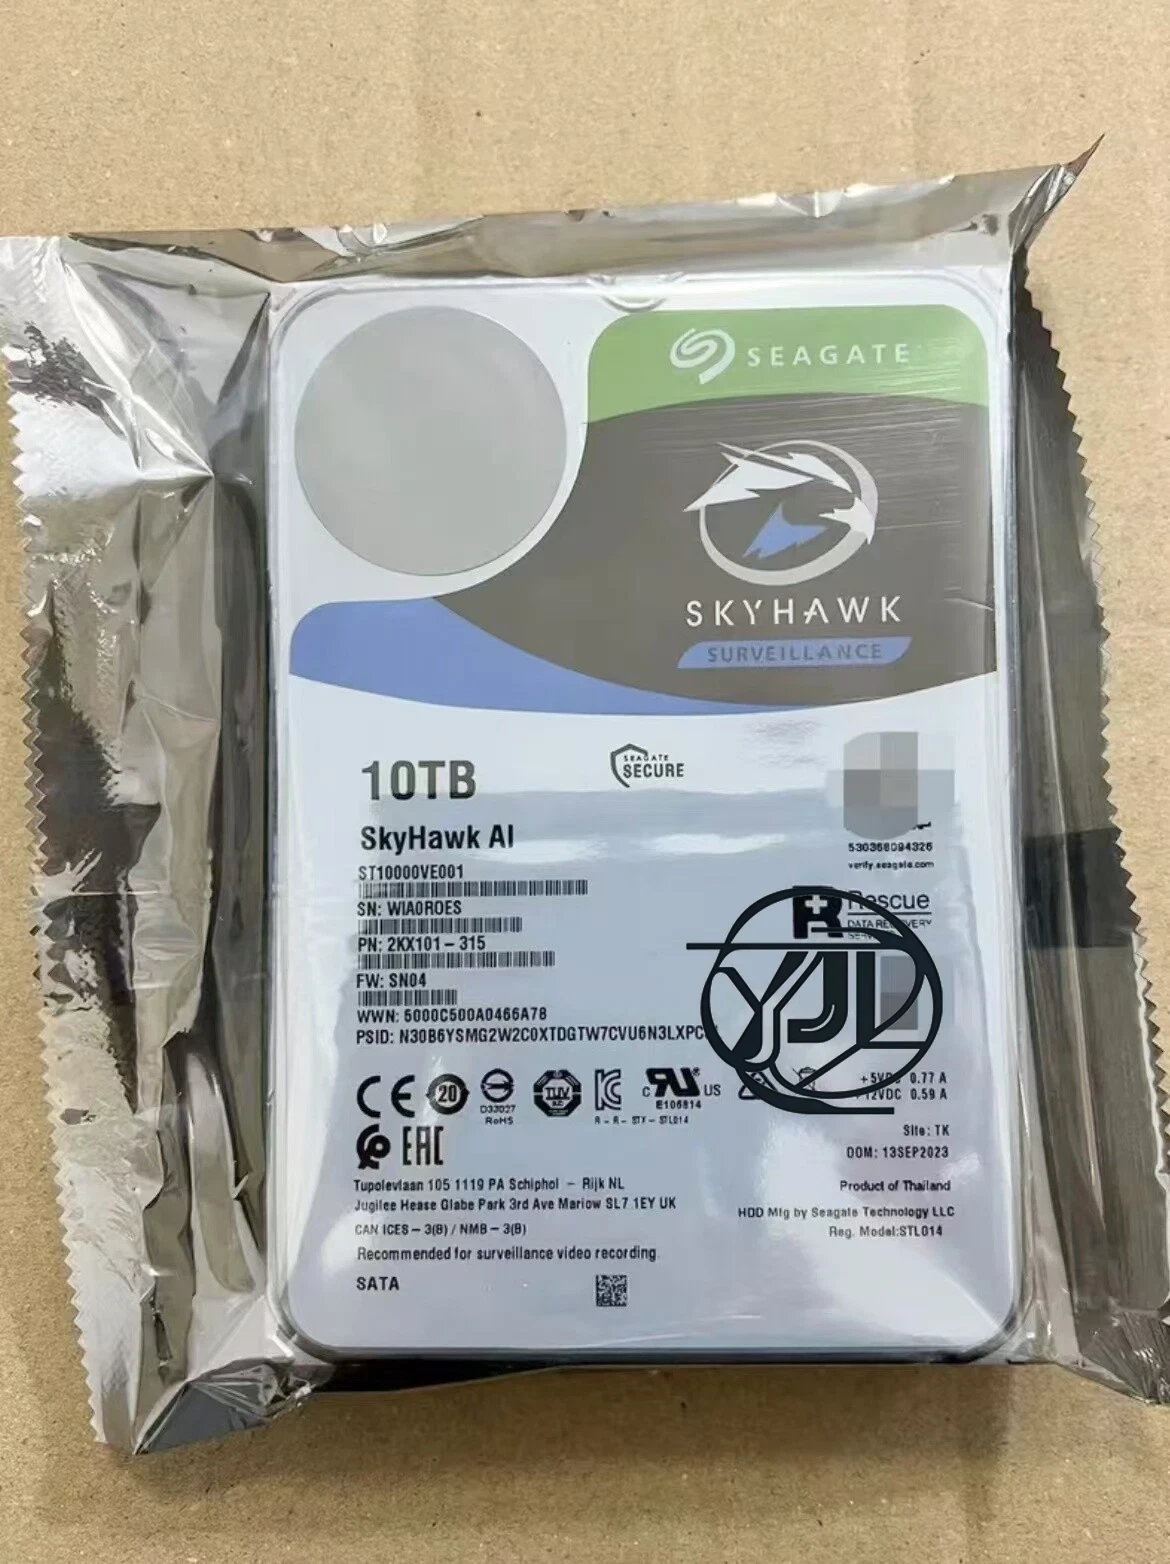 SEAGATE
SKYHAWK
SURVEILLANCE
10TB
SEAGATE
SECURE
SkyHawk AI
ST10000VE001
530368094326
verify.seagate.com
SN: WIA0ROES
Rescue
DATA RECOVERY
PN: 2KX101-315
FW: SN04
YJL
WWN: 5000C500A0466A78
PSID: N30B6YSMG2W2C0XTDGTW7CVU6N3LXPC
+5VDC 0.77 A
+12VDC 0.59 A
CE 20 D33027 RoHS TUV c RU US
E106814
R-R-STX-STL014
EAC
Site: TK
DOM: 13SEP2023
Tupolevlaan 105 1119 PA Schiphol - Rijk NL
Product of Thailand
Jugilee Hease Glabe Park 3rd Ave Mariow SL7 1EY UK
HDD Mfg by Seagate Technology LLC
CAN ICES-3(B) / NMB-3(B)
Reg. Model:STL014
Recommended for surveillance video recording
SATA